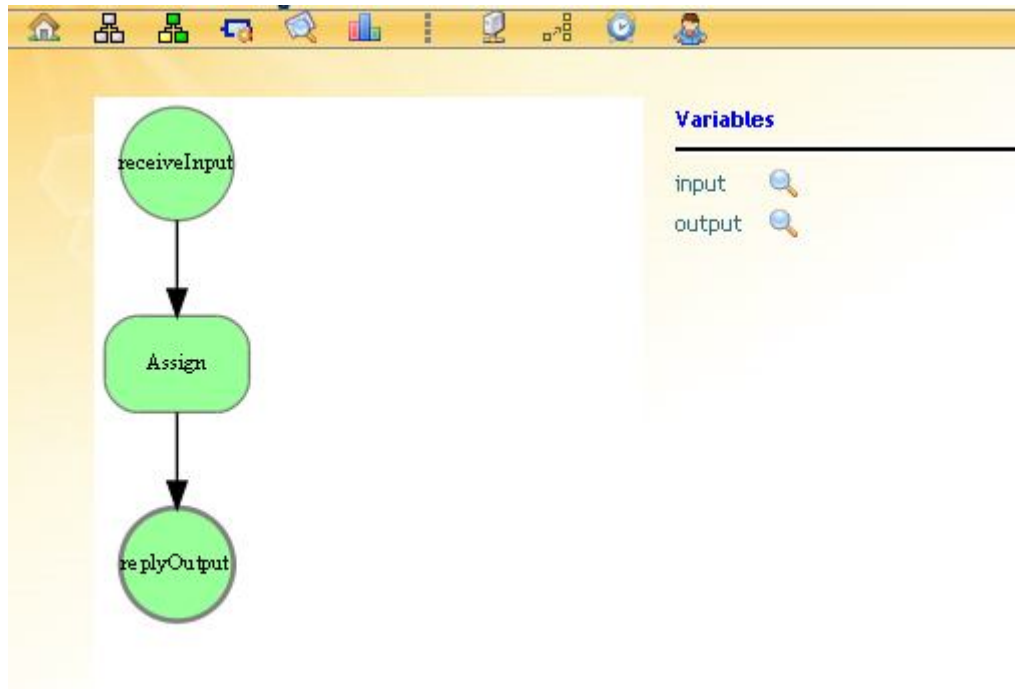 receiveInput
Assign
replyOutput
Variables
input
output